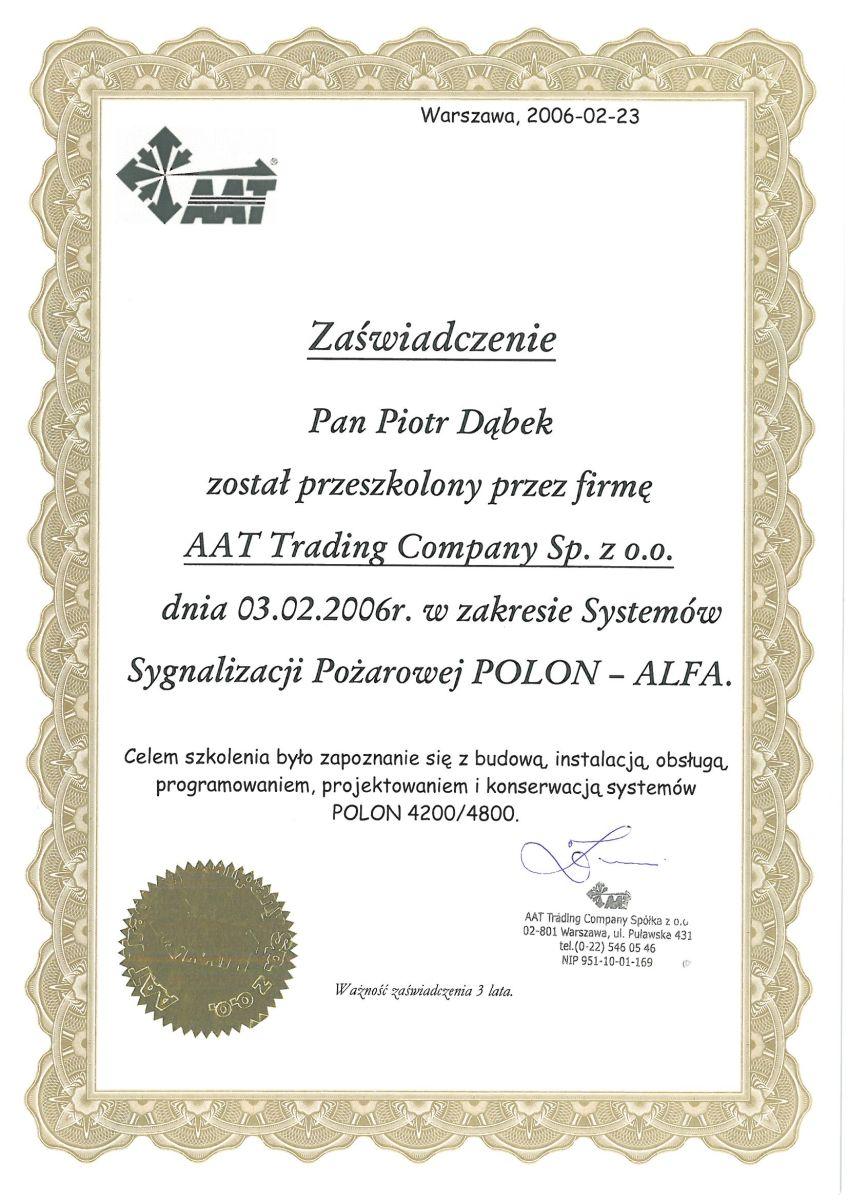 Warszawa, 2006-02-23
AAT
Zaświadczenie
Pan Piotr Dąbek
został przeszkolony przez firmę
AAT Trading Company Sp. z o.o.
dnia 03.02.2006r. w zakresie Systemów
Sygnalizacji Pożarowej POLON – ALFA.
Celem szkolenia było zapoznanie się z budową, instalacją, obsługą,
programowaniem, projektowaniem i konserwacją systemów
POLON 4200/4800.
AAT
AAT Trading Company Spółka z o.o
02-801 Warszawa, ul. Puławska 431
tel.(0-22) 546 05 46
NIP 951-10-01-169
AAT z o.o.
Ważność zaświadczenia 3 lata.